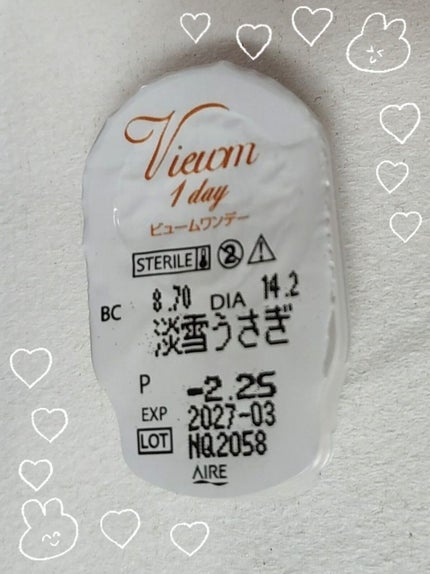 Viewm
1 day
ビュームワンデー
STERILE
BC 8.70 DIA 14.2
淡雪うさぎ
P -2.25
EXP 2027-03
LOT NQ2058
AIRE